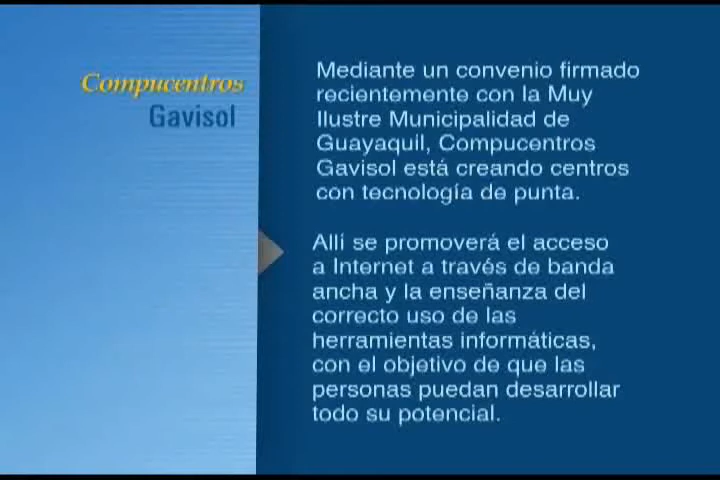 Compucentros
Gavisol
Mediante un convenio firmado
recientemente con la Muy
Ilustre Municipalidad de
Guayaquil, Compucentros
Gavisol está creando centros
con tecnología de punta.
Allí se promoverá el acceso
a Internet a través de banda
ancha y la enseñanza del
correcto uso de las
herramientas informáticas,
con el objetivo de que las
personas puedan desarrollar
todo su potencial.